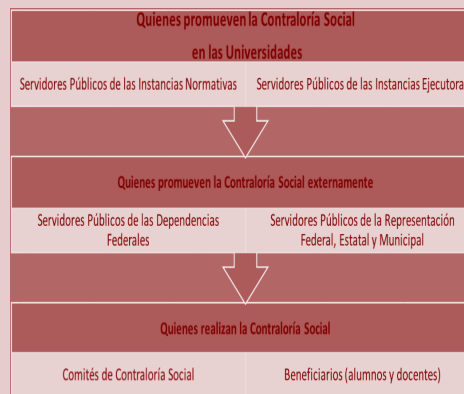 Quienes promueven la Contraloría Social
en las Universidades
Servidores Públicos de las Instancias Normativas
Servidores Públicos de las Instancias Ejecutora
Quienes promueven la Contraloría Social externamente
Servidores Públicos de las Dependencias
Federales
Servidores Públicos de la Representación
Federal, Estatal y Municipal
Quienes realizan la Contraloría Social
Comités de Contraloría Social
Beneficiarios (alumnos y docentes)